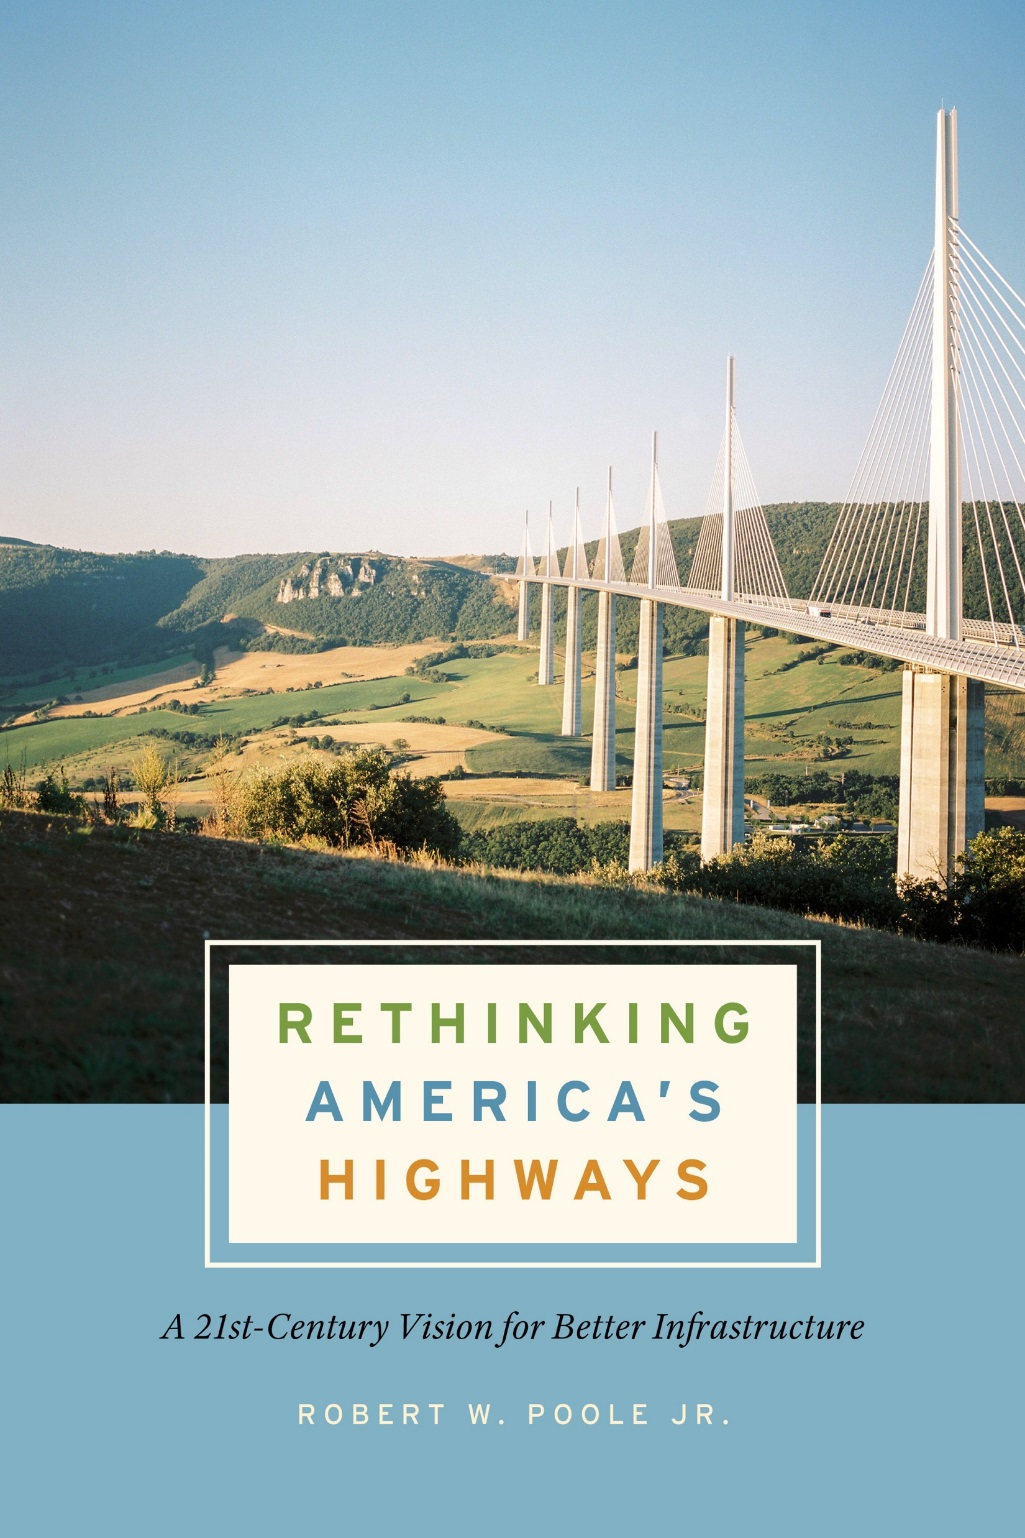 RETHINKING
AMERICA'S
HIGHWAYS
A 21st-Century Vision for Better Infrastructure
ROBERT W. POOLE JR.